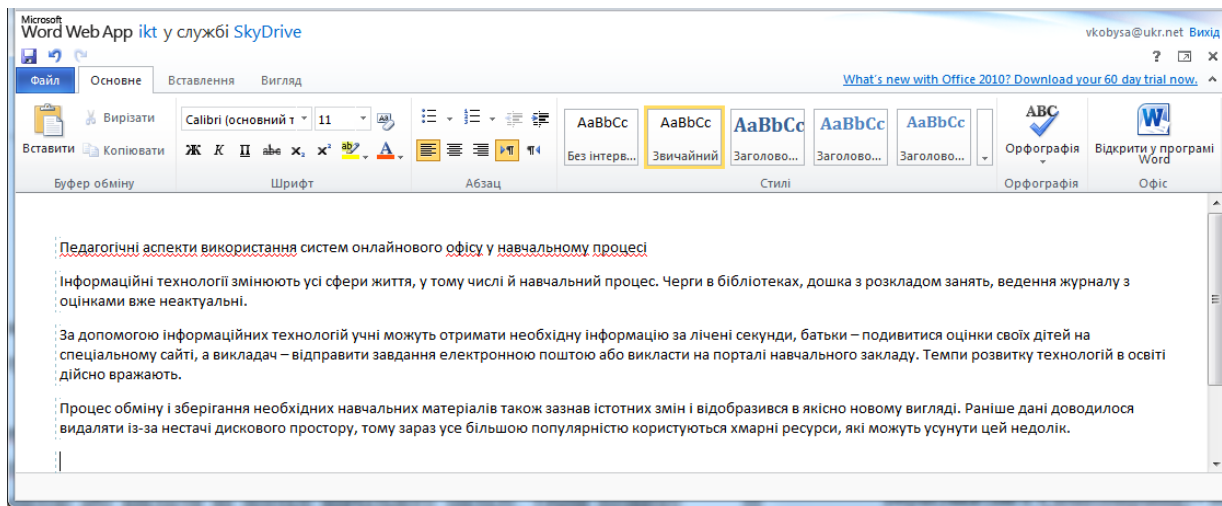 Microsoft
Word Web App ikt у службі SkyDrive
vkobysa@ukr.net Вихід
Файл Основне Вставлення Вигляд What's new with Office 2010? Download your 60 day trial now.
Вставити Вирізати Копіювати
Calibri (основний т 11
Ж К П abc x₂ x² ab A
AaBbCc AaBbCc AaBbCc AaBbCc AaBbCc
Без інтерв... Звичайний Заголово... Заголово... Заголово...
ABC Орфографія
Відкрити у програмі Word
Буфер обміну Шрифт Абзац Стилі Орфографія Офіс
Педагогічні аспекти використання систем онлайнового офісу у навчальному процесі
Інформаційні технології змінюють усі сфери життя, у тому числі й навчальний процес. Черги в бібліотеках, дошка з розкладом занять, ведення журналу з
оцінками вже неактуальні.
За допомогою інформаційних технологій учні можуть отримати необхідну інформацію за лічені секунди, батьки – подивитися оцінки своїх дітей на
спеціальному сайті, а викладач – відправити завдання електронною поштою або викласти на порталі навчального закладу. Темпи розвитку технологій в освіті
дійсно вражають.
Процес обміну і зберігання необхідних навчальних матеріалів також зазнав істотних змін і відобразився в якісно новому вигляді. Раніше дані доводилося
видаляти із-за нестачі дискового простору, тому зараз усе більшою популярністю користуються хмарні ресурси, які можуть усунути цей недолік.